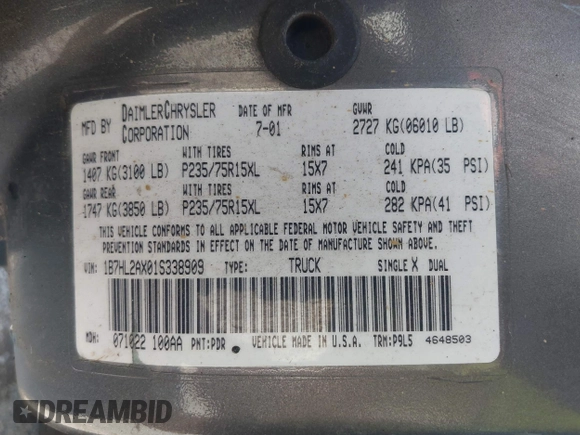 MFD BY DAIMLERCHRYSLER CORPORATION DATE OF MFR 7-01 GVWR 2727 KG(06010 LB)
GAWR FRONT WITH TIRES RIMS AT COLD
1407 KG(3100 LB) P235/75R15XL 15X7 241 KPA(35 PSI)
GAWR REAR WITH TIRES RIMS AT COLD
1747 KG(3850 LB) P235/75R15XL 15X7 282 KPA(41 PSI)
THIS VEHICLE CONFORMS TO ALL APPLICABLE FEDERAL MOTOR VEHICLE SAFETY AND THEFT
PREVENTION STANDARDS IN EFFECT ON THE DATE OF MANUFACTURE SHOWN ABOVE.
VIN: 1B7HL2AX01S338909 TYPE: TRUCK SINGLE X DUAL
MDH: 071022 100AA PNT:PDR VEHICLE MADE IN U.S.A. TRM:P9L5 4648503
DREAMBID